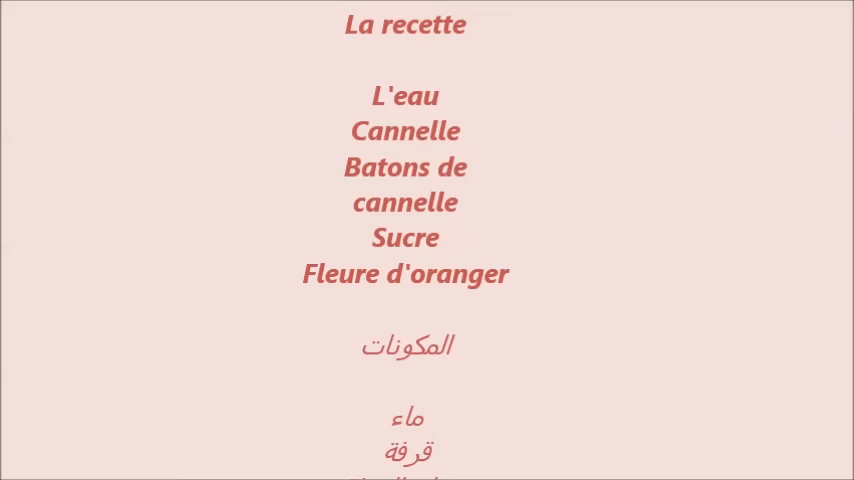 La recette
L'eau
Cannelle
Batons de
cannelle
Sucre
Fleure d'oranger
المكونات
ماء
قرفة